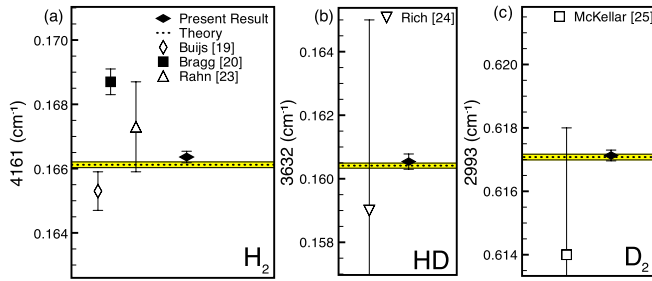 (a)
Present Result
Theory
Buijs [19]
Bragg [20]
Rahn [23]
4161 (cm⁻¹)
0.170
0.168
0.166
0.164
H₂
(b)
Rich [24]
3632 (cm⁻¹)
0.164
0.162
0.160
0.158
HD
(c)
McKellar [25]
2993 (cm⁻¹)
0.620
0.618
0.616
0.614
D₂